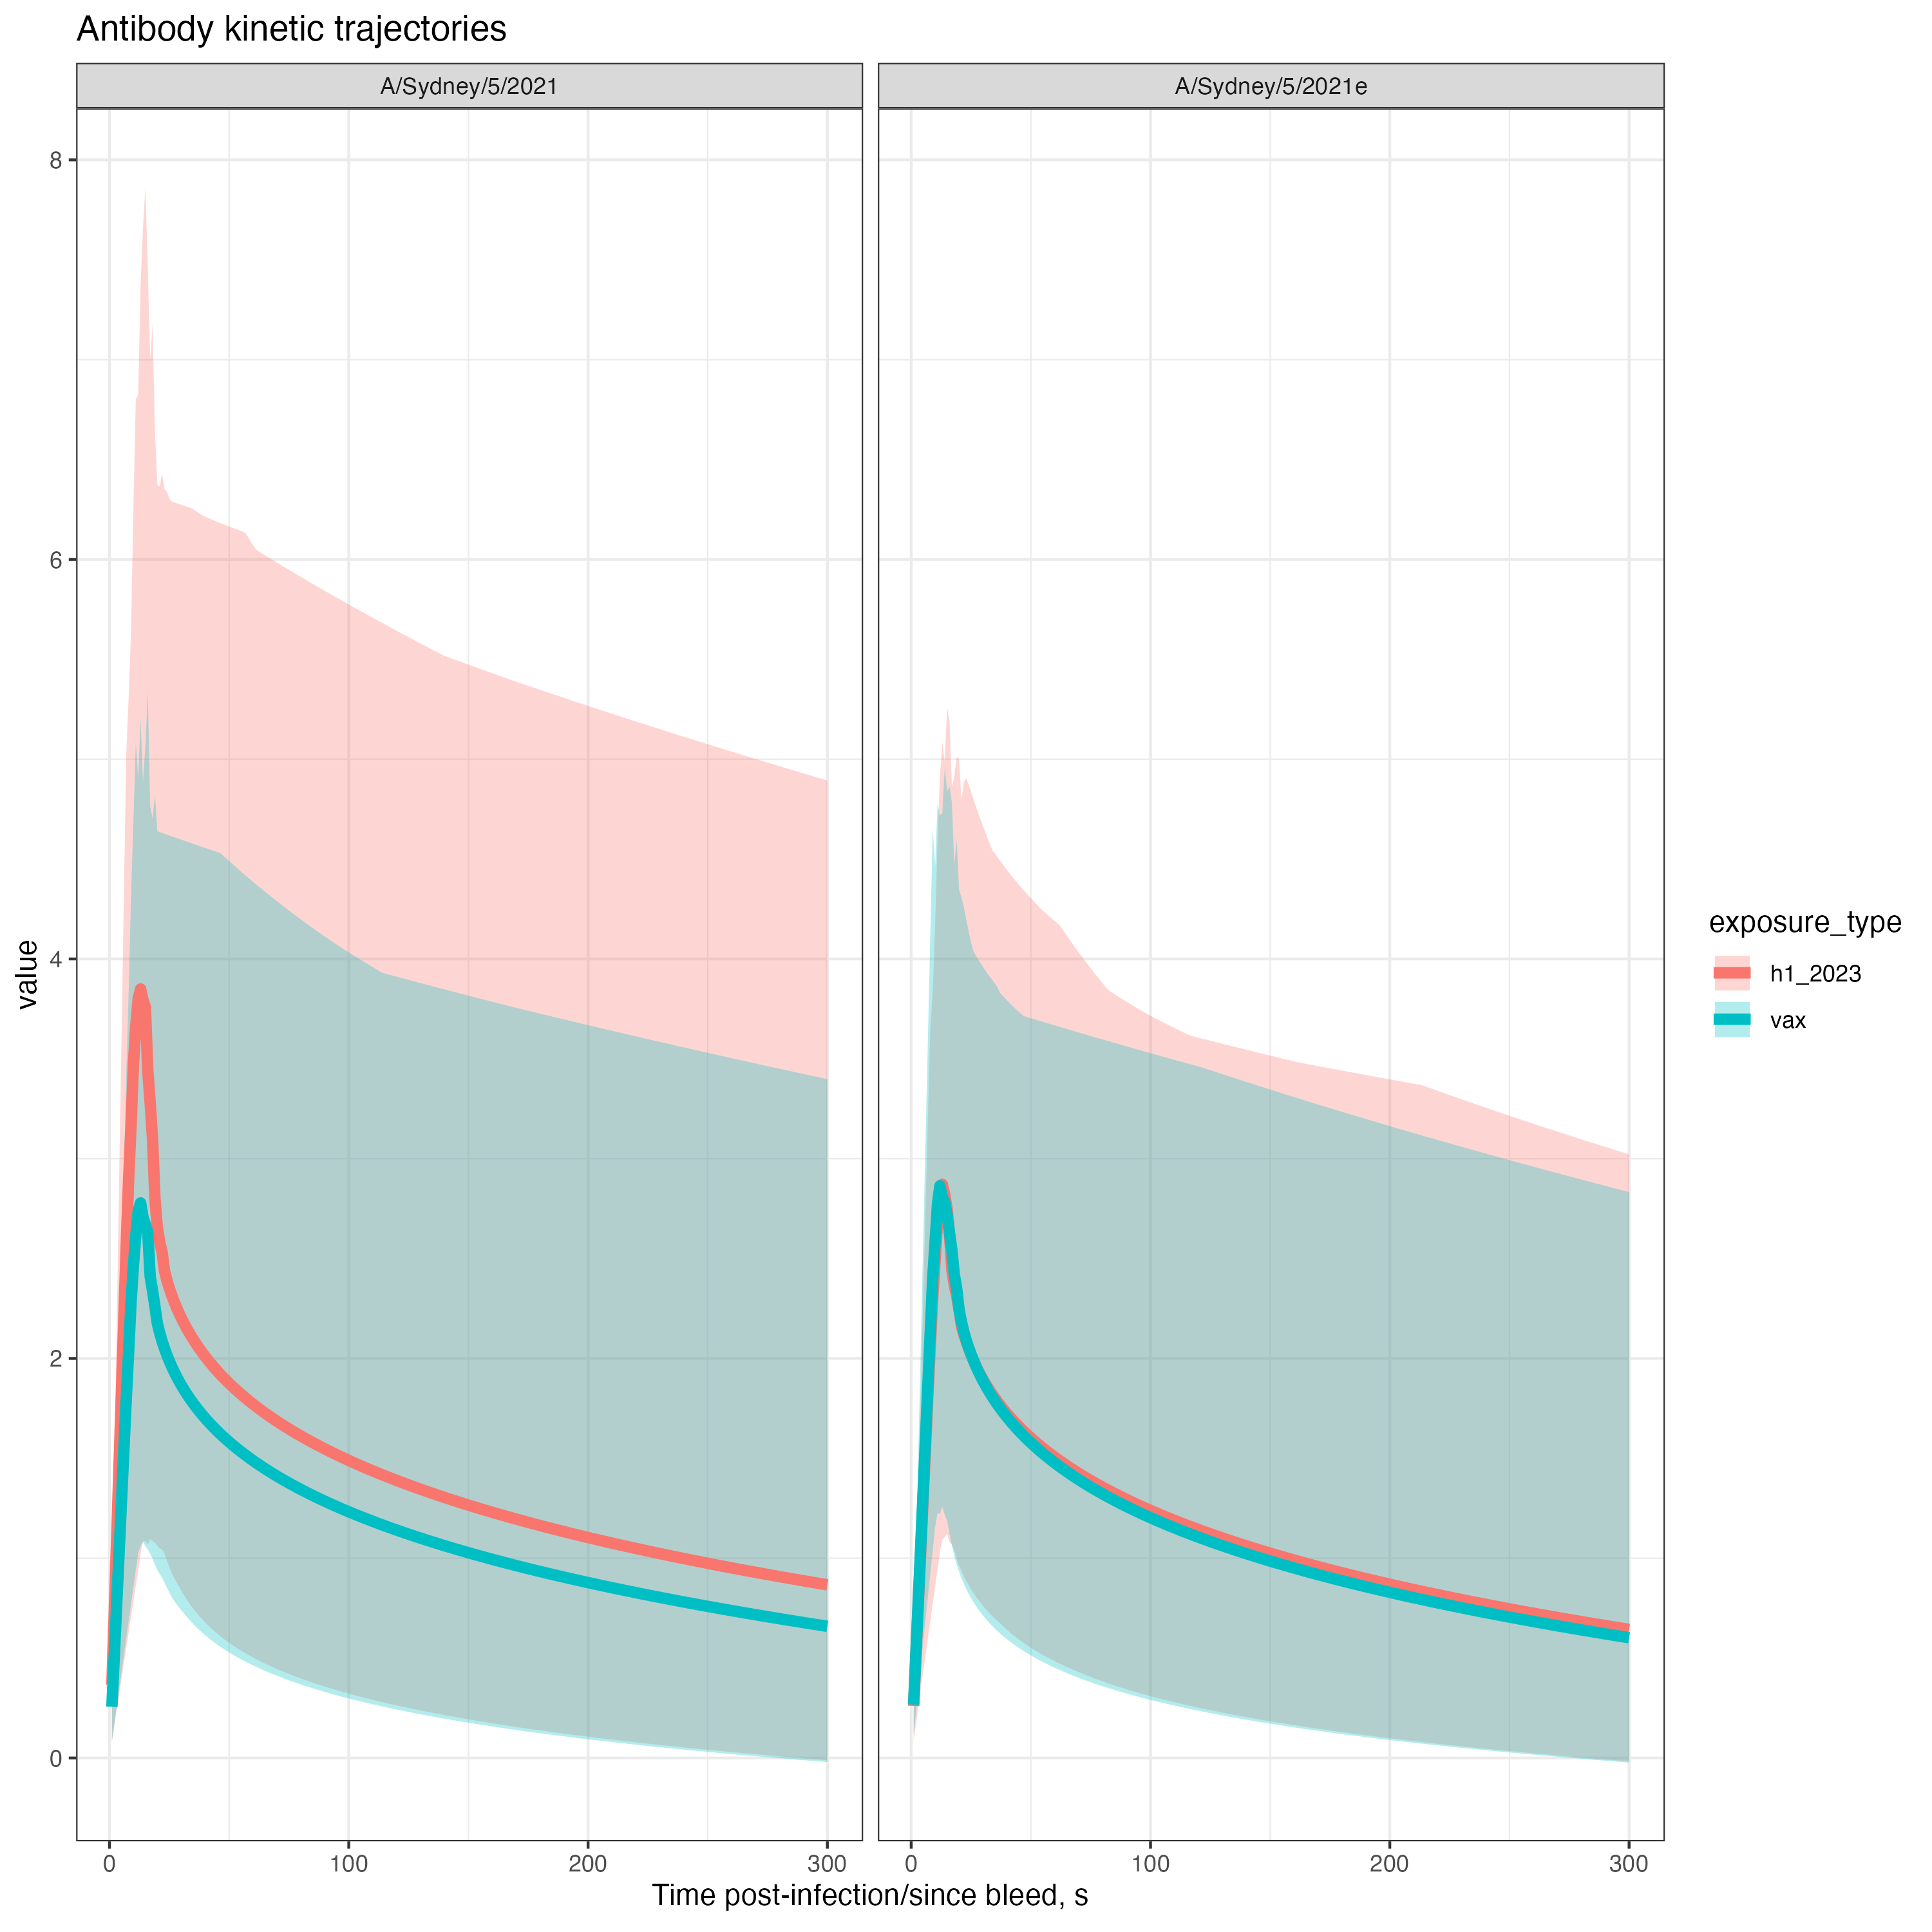 Antibody kinetic trajectories
A/Sydney/5/2021
A/Sydney/5/2021e
8
6
4
2
0
value
0 100 200 300
0 100 200 300
Time post-infection/since bleed, s
exposure_type
h1_2023
vax